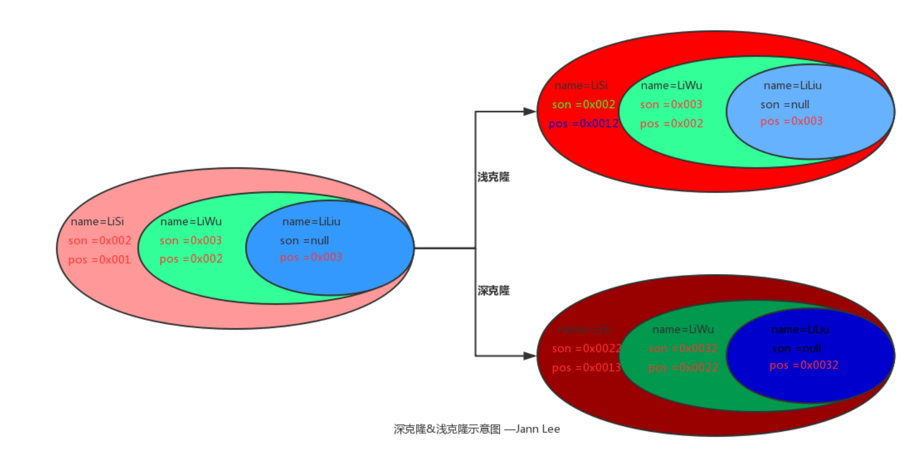 name=LiSi
son =0x002
pos =0x0012
name=LiWu
son =0x003
pos =0x002
name=LiLiu
son =null
pos =0x003
浅克隆
name=LiSi
son =0x002
pos =0x001
name=LiWu
son =0x003
pos =0x002
name=LiLiu
son =null
pos =0x003
深克隆
name=LiSi
son =0x0022
pos =0x0013
name=LiWu
son =0x0032
pos =0x0022
name=LiLiu
son =null
pos =0x0032
深克隆&浅克隆示意图 —Jann Lee